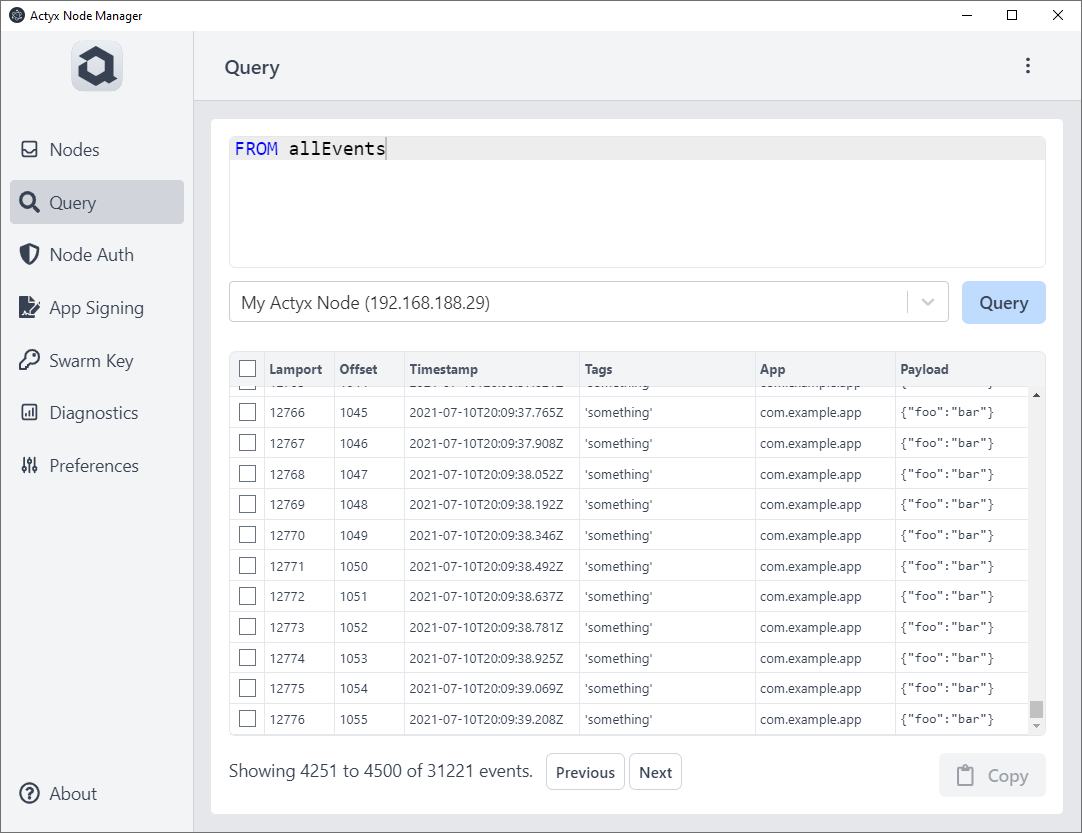 Actyx Node Manager
Nodes
Query
Node Auth
App Signing
Swarm Key
Diagnostics
Preferences
About
Query
FROM allEvents
My Actyx Node (192.168.188.29)
Query
Lamport Offset Timestamp Tags App Payload
12766 1045 2021-07-10T20:09:37.765Z 'something' com.example.app {"foo":"bar"}
12767 1046 2021-07-10T20:09:37.908Z 'something' com.example.app {"foo":"bar"}
12768 1047 2021-07-10T20:09:38.052Z 'something' com.example.app {"foo":"bar"}
12769 1048 2021-07-10T20:09:38.192Z 'something' com.example.app {"foo":"bar"}
12770 1049 2021-07-10T20:09:38.346Z 'something' com.example.app {"foo":"bar"}
12771 1050 2021-07-10T20:09:38.492Z 'something' com.example.app {"foo":"bar"}
12772 1051 2021-07-10T20:09:38.637Z 'something' com.example.app {"foo":"bar"}
12773 1052 2021-07-10T20:09:38.781Z 'something' com.example.app {"foo":"bar"}
12774 1053 2021-07-10T20:09:38.925Z 'something' com.example.app {"foo":"bar"}
12775 1054 2021-07-10T20:09:39.069Z 'something' com.example.app {"foo":"bar"}
12776 1055 2021-07-10T20:09:39.208Z 'something' com.example.app {"foo":"bar"}
Showing 4251 to 4500 of 31221 events. Previous Next
Copy